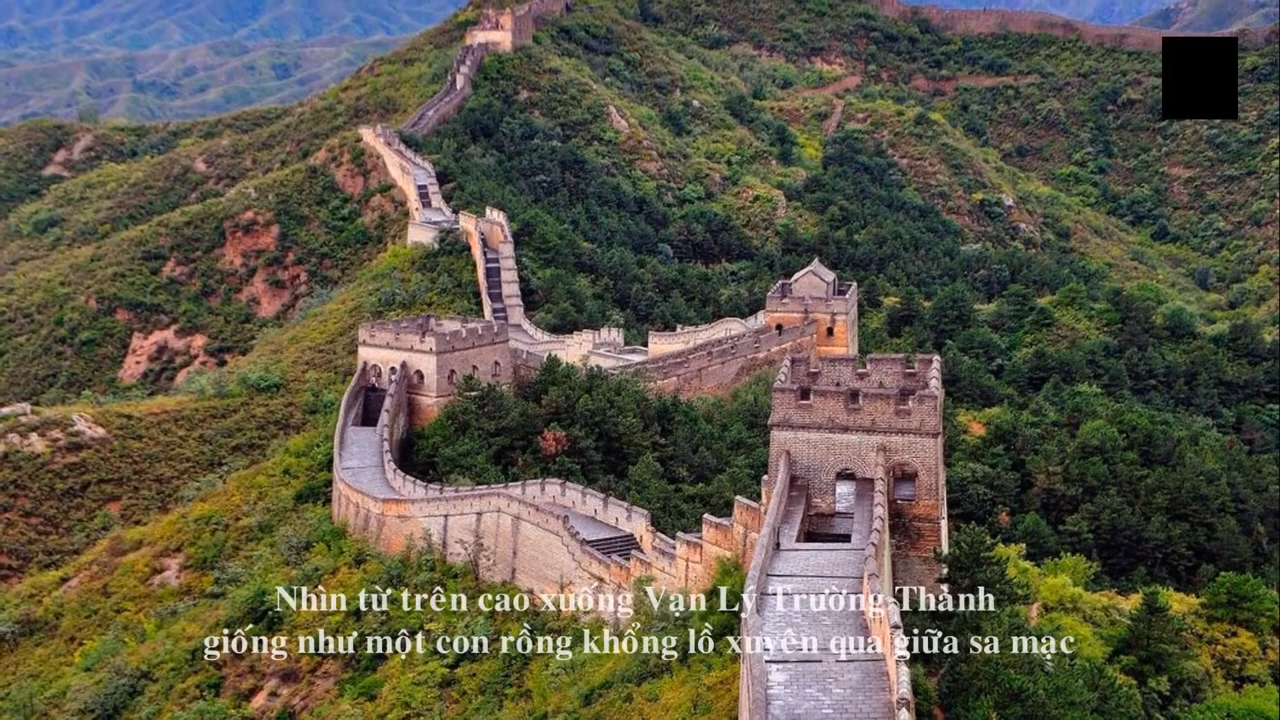 Nhìn từ trên cao xuống Vạn Lý Trường Thành
giống như một con rồng khổng lồ xuyên qua giữa sa mạc